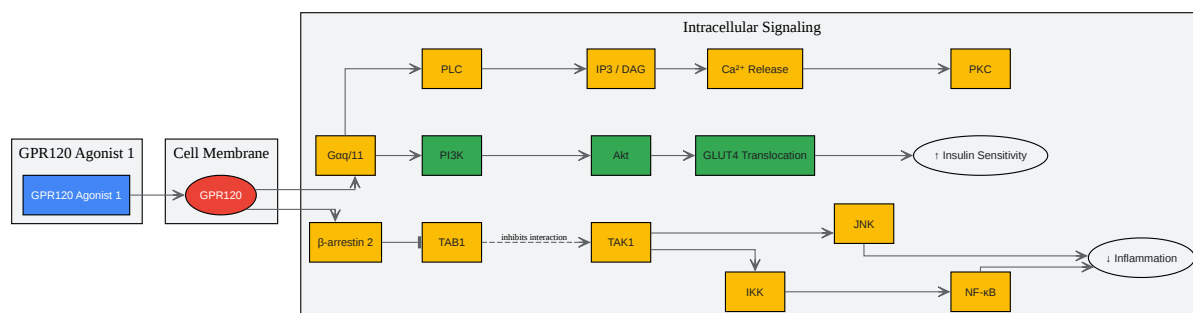 Intracellular Signaling
PLC
IP3 / DAG
Ca²⁺ Release
PKC
GPR120 Agonist 1
Cell Membrane
Gαq/11
PI3K
Akt
GLUT4 Translocation
↑ Insulin Sensitivity
GPR120 Agonist 1
GPR120
β-arrestin 2
TAB1
inhibits interaction
TAK1
JNK
↓ Inflammation
IKK
NF-κB